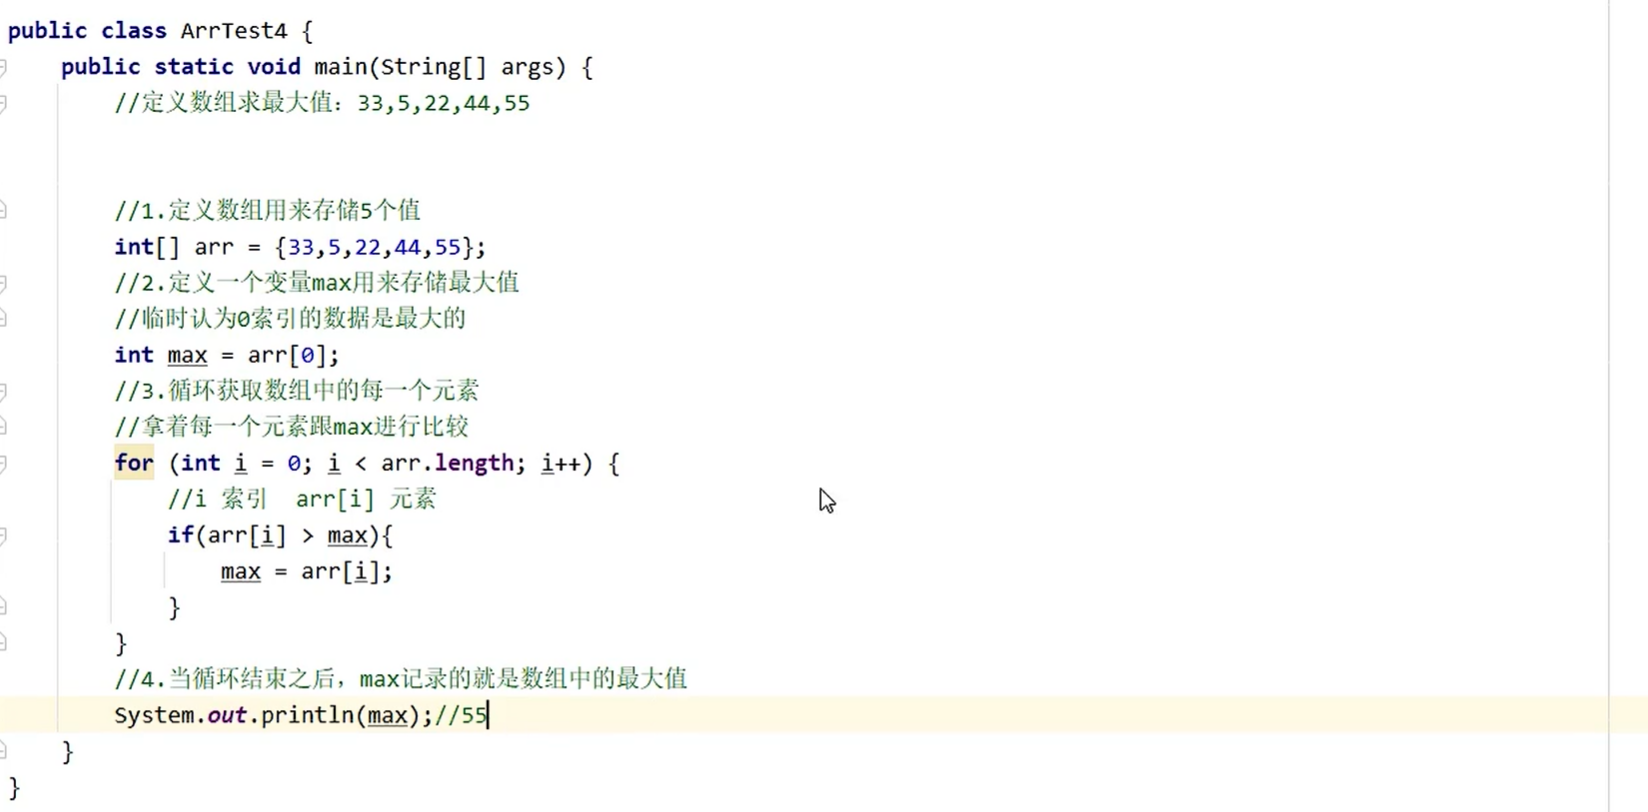 public class ArrTest4 {
public static void main(String[] args) {
//定义数组求最大值：33,5,22,44,55
//1.定义数组用来存储5个值
int[] arr = {33,5,22,44,55};
//2.定义一个变量max用来存储最大值
//临时认为0索引的数据是最大的
int max = arr[0];
//3.循环获取数组中的每一个元素
//拿着每一个元素跟max进行比较
for (int i = 0; i < arr.length; i++) {
//i 索引  arr[i] 元素
if(arr[i] > max){
max = arr[i];
}
}
//4.当循环结束之后，max记录的就是数组中的最大值
System.out.println(max);//55
}
}